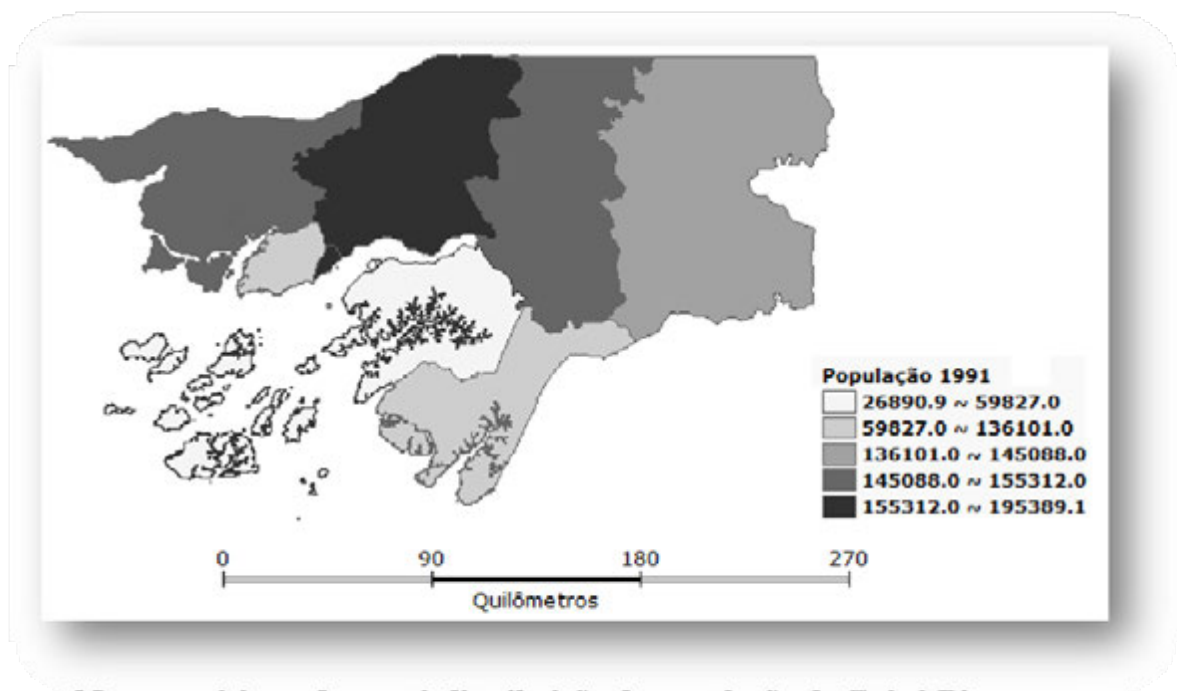 População 1991
26890.9 ~ 59827.0
59827.0 ~ 136101.0
136101.0 ~ 145088.0
145088.0 ~ 155312.0
155312.0 ~ 195389.1
0 90 180 270
Quilômetros